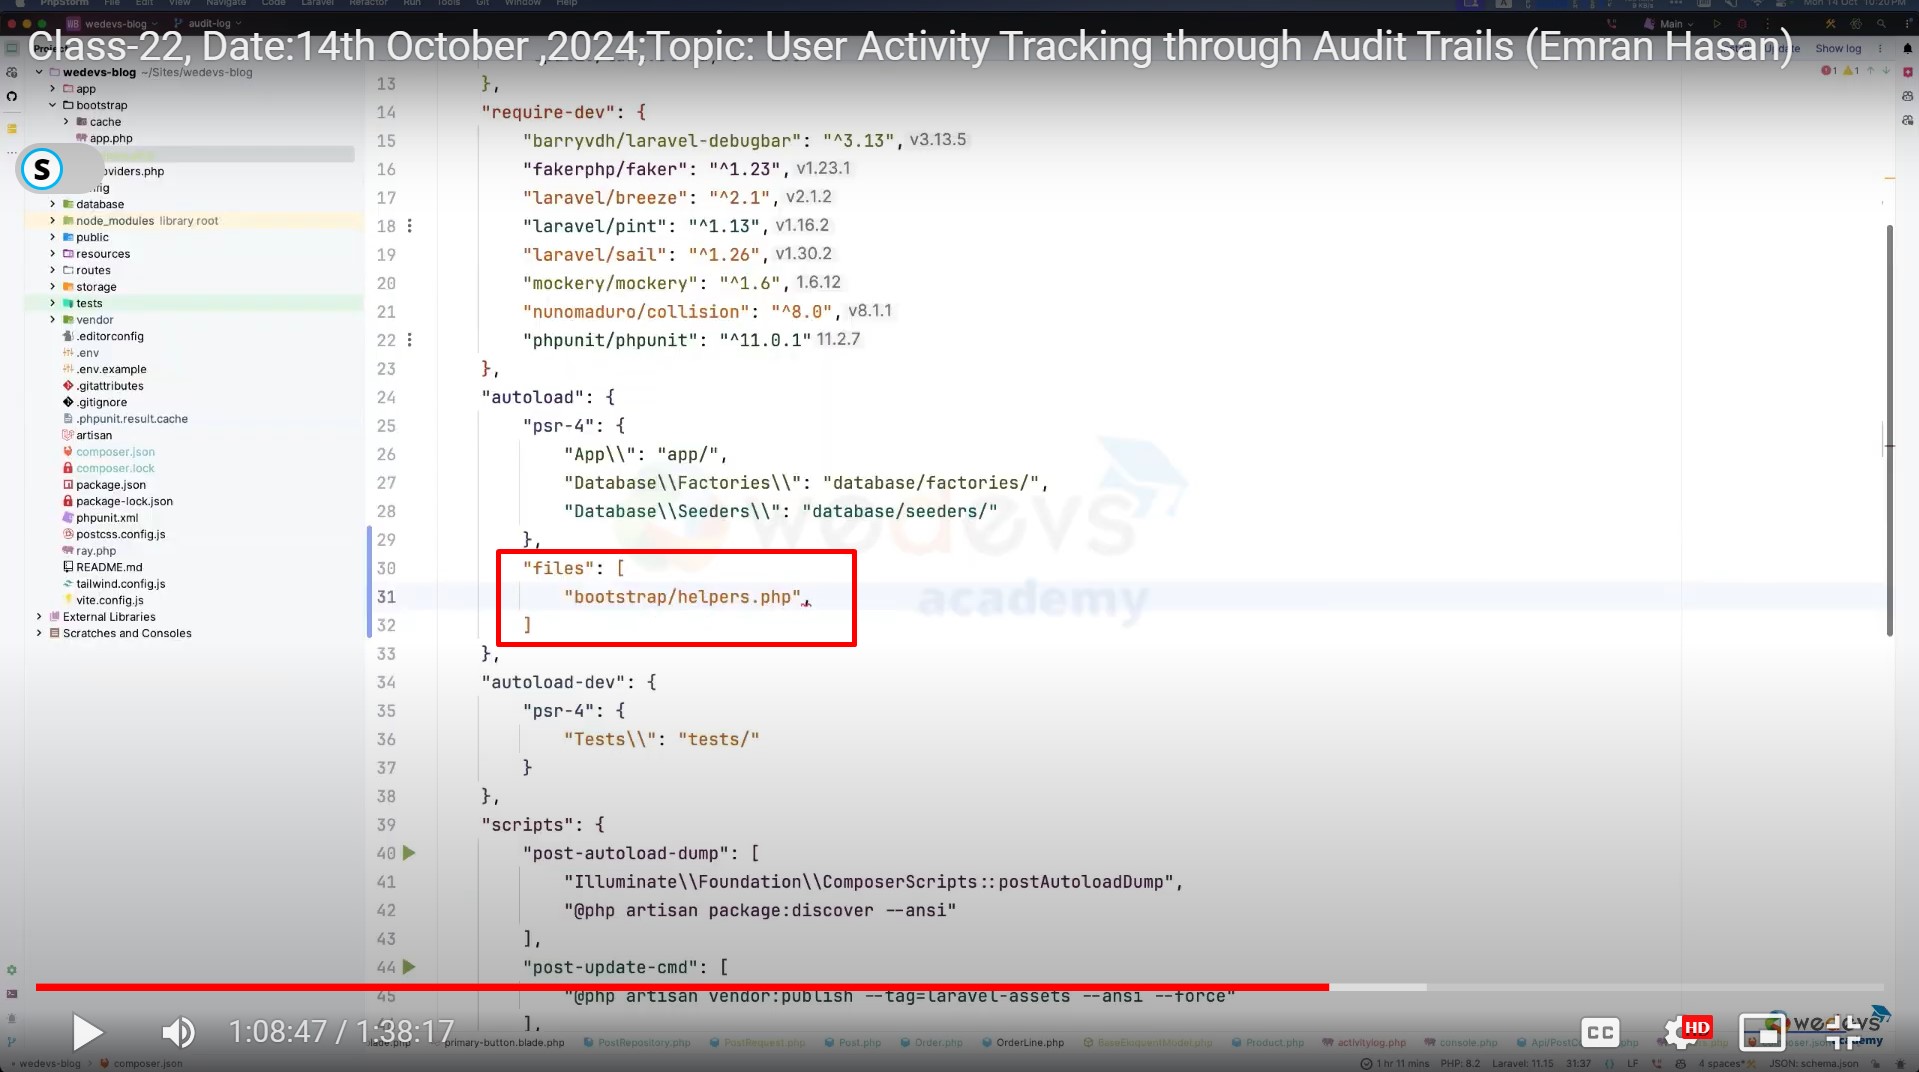 PhpStorm File Edit View Navigate Code Laravel Refactor Run Tools Git Window Help
Mon 14 Oct 10:20 PM
WB wedevs-blog audit-log
Main
Class-22, Date:14th October ,2024;Topic: User Activity Tracking through Audit Trails (Emran Hasan)
Show log
1 1
wedevs-blog ~/Sites/wedevs-blog
app
bootstrap
cache
app.php
S
database
node_modules library root
public
resources
routes
storage
tests
vendor
.editorconfig
.env
.env.example
.gitattributes
.gitignore
.phpunit.result.cache
artisan
composer.json
composer.lock
package.json
package-lock.json
phpunit.xml
postcss.config.js
ray.php
README.md
tailwind.config.js
vite.config.js
External Libraries
Scratches and Consoles
13 },
14 "require-dev": {
15 "barryvdh/laravel-debugbar": "^3.13", v3.13.5
16 "fakerphp/faker": "^1.23", v1.23.1
17 "laravel/breeze": "^2.1", v2.1.2
18 "laravel/pint": "^1.13", v1.16.2
19 "laravel/sail": "^1.26", v1.30.2
20 "mockery/mockery": "^1.6", 1.6.12
21 "nunomaduro/collision": "^8.0", v8.1.1
22 "phpunit/phpunit": "^11.0.1" 11.2.7
23 },
24 "autoload": {
25 "psr-4": {
26 "App\\": "app/",
27 "Database\\Factories\\": "database/factories/",
28 "Database\\Seeders\\": "database/seeders/"
29 },
30 "files": [
31 "bootstrap/helpers.php",
32 ]
33 },
34 "autoload-dev": {
35 "psr-4": {
36 "Tests\\": "tests/"
37 }
38 },
39 "scripts": {
40 "post-autoload-dump": [
41 "Illuminate\\Foundation\\ComposerScripts::postAutoloadDump",
42 "@php artisan package:discover --ansi"
43 ],
44 "post-update-cmd": [
45 "@php artisan vendor:publish --tag=laravel-assets --ansi --force"
],
wedevs
academy
1:08:47 / 1:38:17
CC HD
wedevs
primary-button.blade.php PostRepository.php PostRequest.php Post.php Order.php OrderLine.php BaseEloquentModel.php Product.php activitylog.php console.php
wedevs-blog composer.json
1 hr 11 mins PHP: 8.2 Laravel: 11.15 31:37 LF 4 spaces* JSON: schema.json